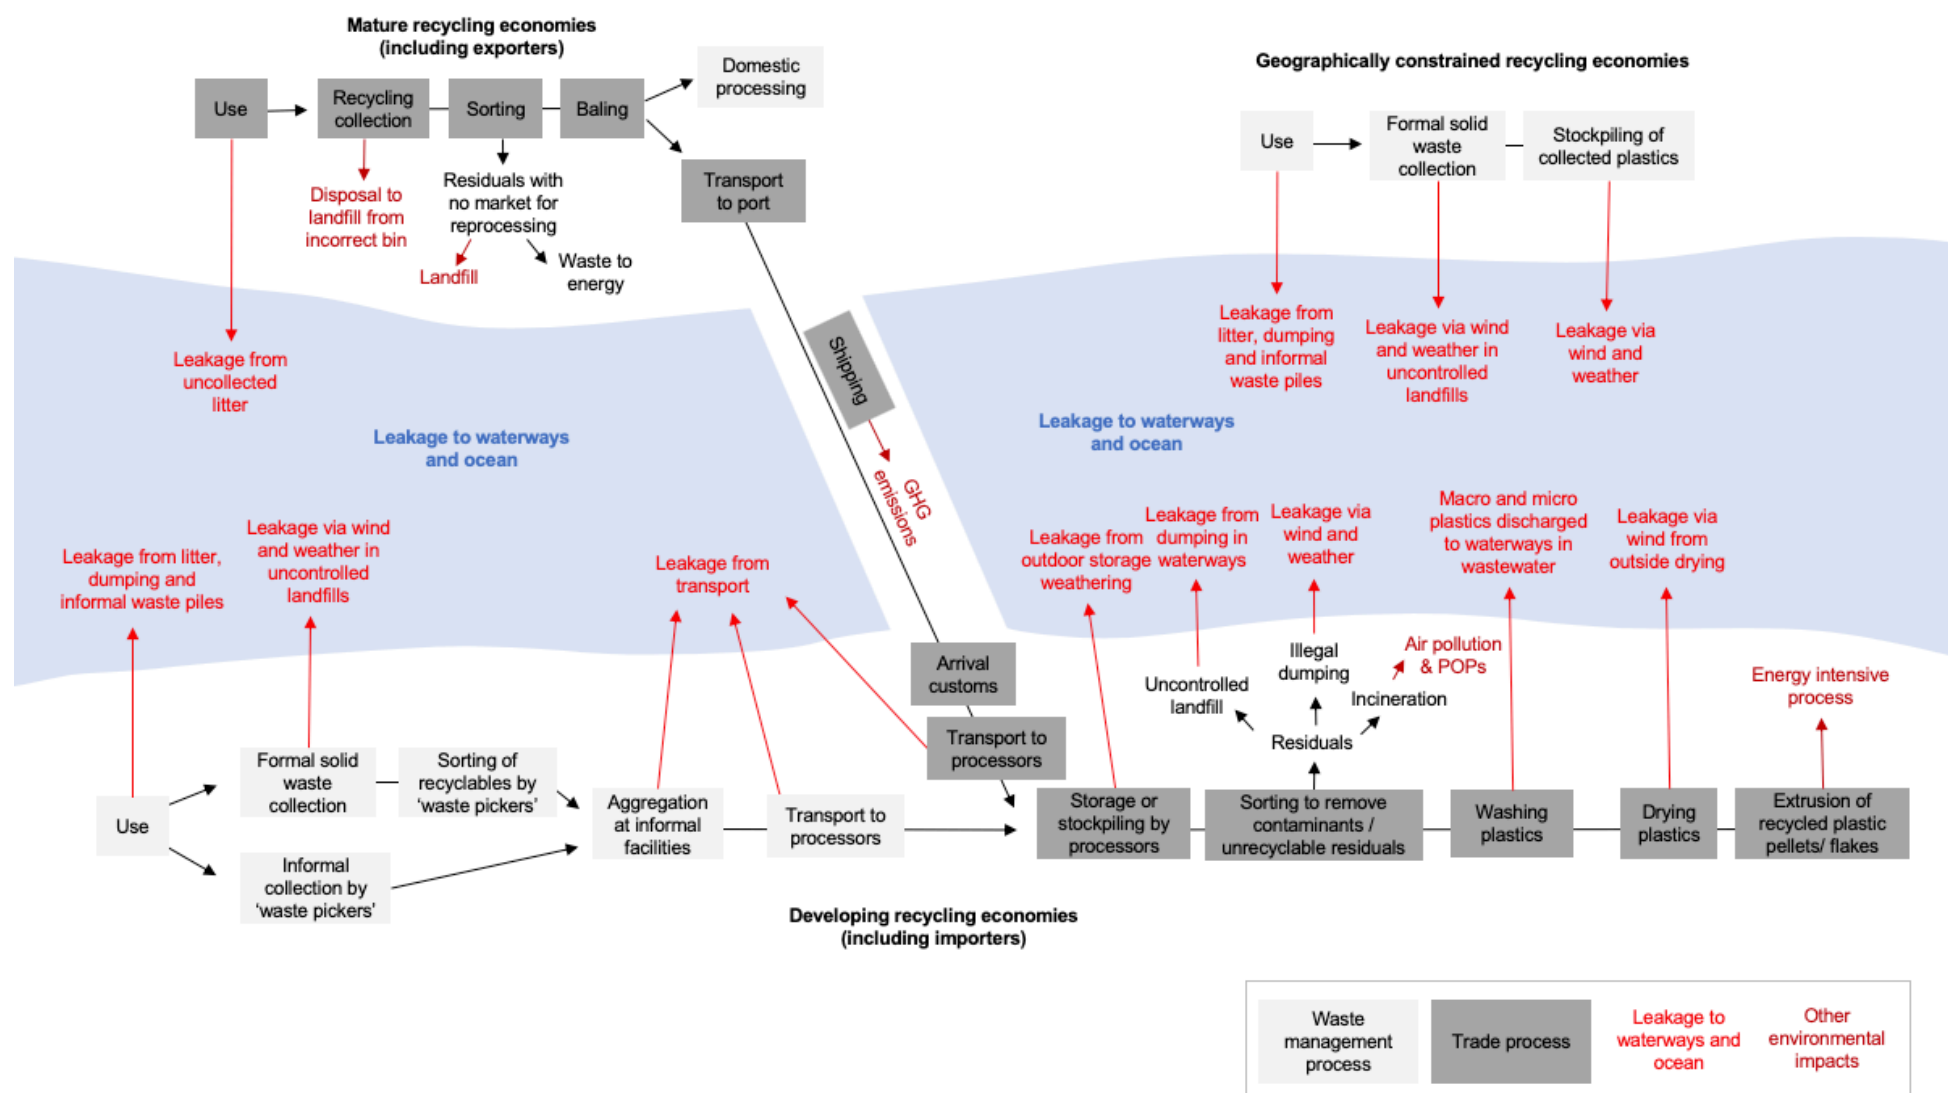 Mature recycling economies
(including exporters)
Use
Recycling
collection
Sorting
Baling
Domestic
processing
Transport
to port
Disposal to
landfill from
incorrect bin
Residuals with
no market for
reprocessing
Landfill
Waste to
energy
Leakage from
uncollected
litter
Leakage to waterways
and ocean
Shipping
GHG
emissions
Geographically constrained recycling economies
Use
Formal solid
waste
collection
Stockpiling of
collected plastics
Leakage from
litter, dumping
and informal
waste piles
Leakage via wind
and weather in
uncontrolled
landfills
Leakage via
wind and
weather
Leakage to waterways
and ocean
Leakage from litter,
dumping and
informal waste piles
Leakage via wind
and weather in
uncontrolled
landfills
Leakage from
transport
Leakage from
outdoor storage
weathering
Leakage from
dumping in
waterways
Leakage via
wind and
weather
Macro and micro
plastics discharged
to waterways in
wastewater
Leakage via
wind from
outside drying
Arrival
customs
Transport to
processors
Uncontrolled
landfill
Illegal
dumping
Air pollution
& POPs
Incineration
Residuals
Energy intensive
process
Use
Formal solid
waste
collection
Sorting of
recyclables by
‘waste pickers’
Informal
collection by
‘waste pickers’
Aggregation
at informal
facilities
Transport to
processors
Storage or
stockpiling by
processors
Sorting to remove
contaminants /
unrecyclable residuals
Washing
plastics
Drying
plastics
Extrusion of
recycled plastic
pellets/ flakes
Developing recycling economies
(including importers)
Waste
management
process
Trade process
Leakage to
waterways and
ocean
Other
environmental
impacts